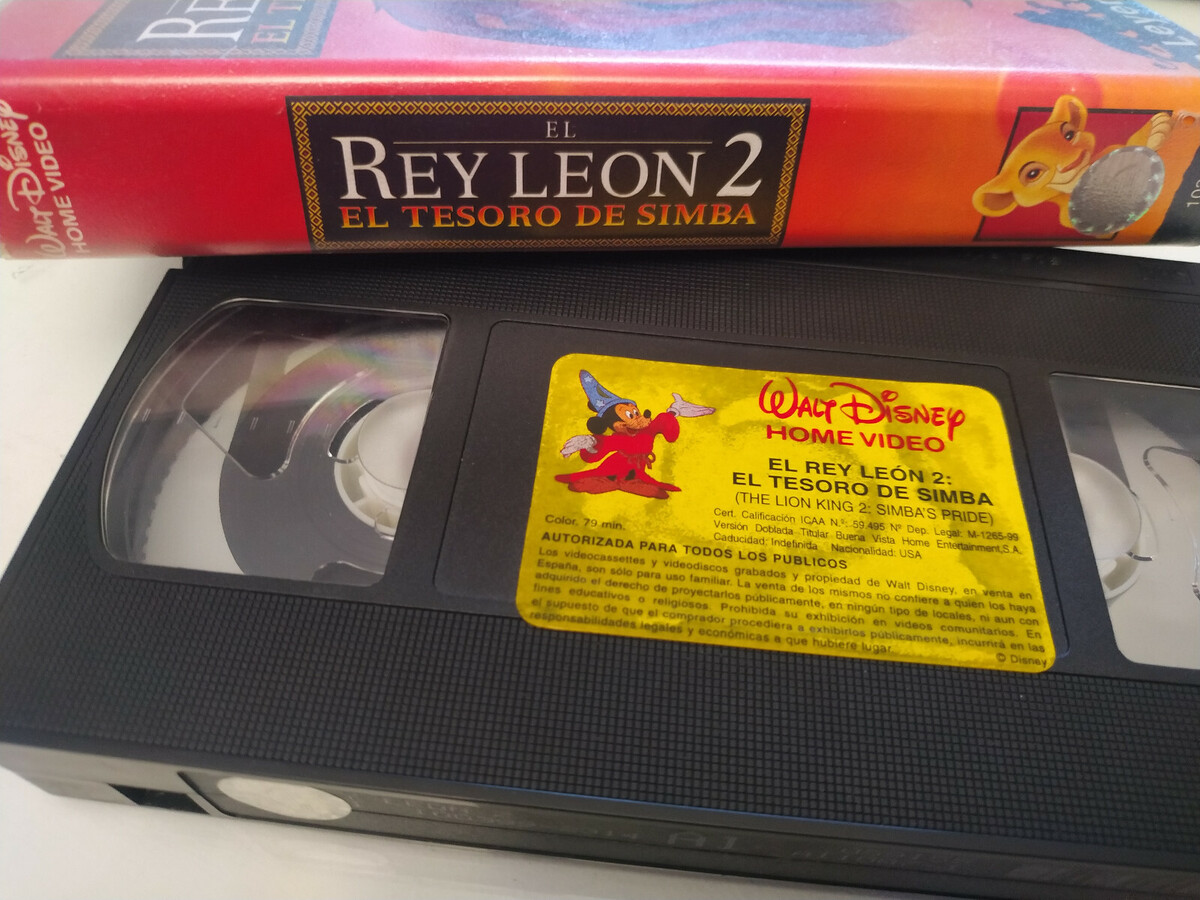 WALT DISNEY
HOME VIDEO
EL
REY LEON 2
EL TESORO DE SIMBA
WALT DISNEY
HOME VIDEO
EL REY LEÓN 2:
EL TESORO DE SIMBA
(THE LION KING 2: SIMBA'S PRIDE)
Cert. Calificación ICAA N.º: 59.495 Nº Dep. Legal: M-1265-99
Versión Doblada Titular Buena Vista Home Entertainment,S.A.
Caducidad: Indefinida Nacionalidad: USA
Color. 79 min.
AUTORIZADA PARA TODOS LOS PUBLICOS
Los videocassettes y videodiscos grabados y propiedad de Walt Disney, en venta en
España, son sólo para uso familiar. La venta de los mismos no confiere a quien los haya
adquirido el derecho de proyectarlos públicamente, en ningún tipo de locales, ni aun con
fines educativos o religiosos. Prohibida su exhibición en videos comunitarios. En
el supuesto de que el comprador procediera a exhibirlos públicamente, incurrirá en las
responsabilidades legales y económicas a que hubiere lugar.
© Disney